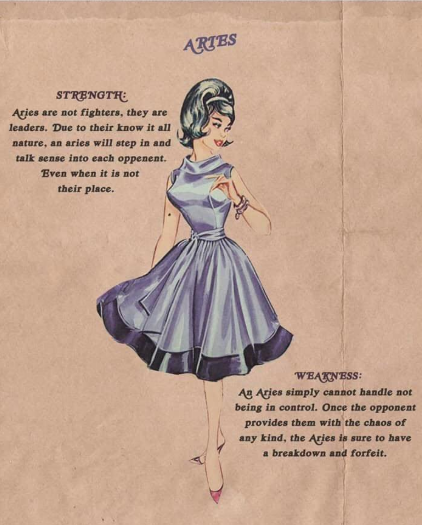 ARIES
STRENGTH:
Aries are not fighters, they are
leaders. Due to their know it all
nature, an aries will step in and
talk sense into each oppenent.
Even when it is not
their place.
WEAKNESS:
An Aries simply cannot handle not
being in control. Once the opponent
provides them with the chaos of
any kind, the Aries is sure to have
a breakdown and forfeit.